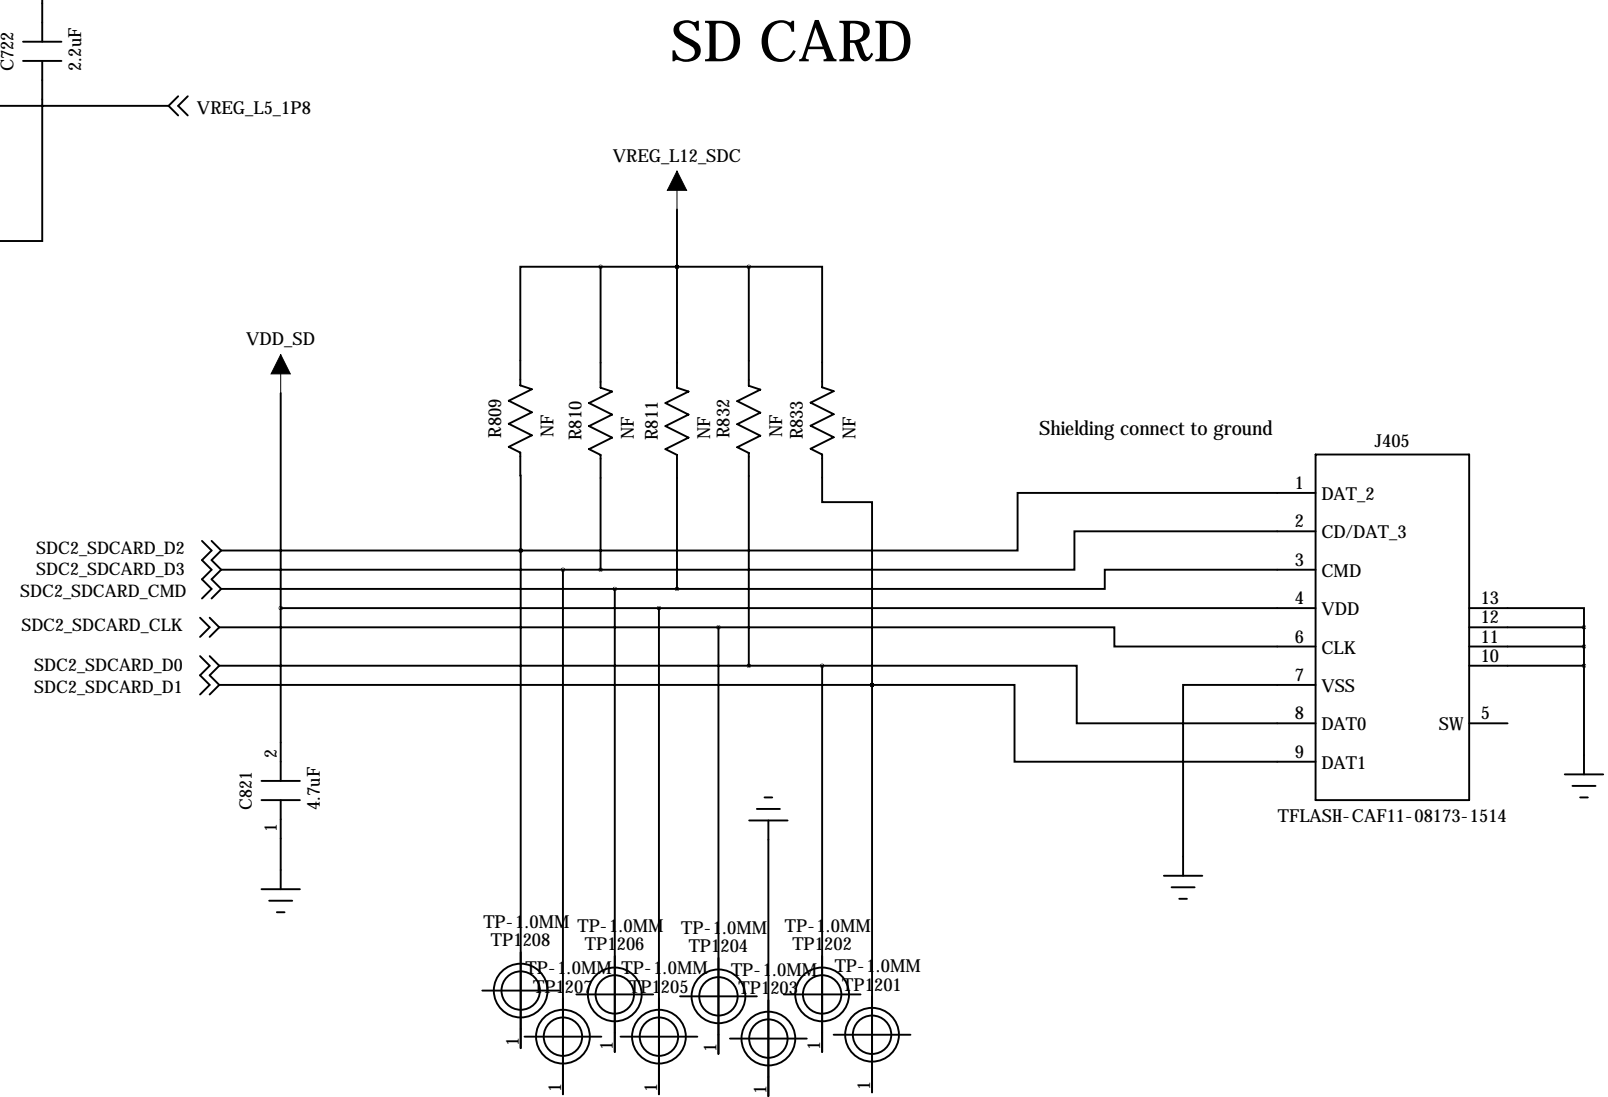 SD CARD
C722
2.2uF
VREG_L5_1P8
VREG_L12_SDC
VDD_SD
R809
NF
R810
NF
R811
NF
R832
NF
R833
NF
Shielding connect to ground
J405
1
DAT_2
2
CD/DAT_3
3
CMD
4
VDD
6
CLK
7
VSS
8
DAT0
9
DAT1
13
12
11
10
SW
5
TFLASH-CAF11-08173-1514
SDC2_SDCARD_D2
SDC2_SDCARD_D3
SDC2_SDCARD_CMD
SDC2_SDCARD_CLK
SDC2_SDCARD_D0
SDC2_SDCARD_D1
C821
2
1
4.7uF
TP-1.0MM
TP1208
TP-1.0MM
TP1206
TP-1.0MM
TP1204
TP-1.0MM
TP1202
TP-1.0MM
TP1207
TP-1.0MM
TP1205
TP-1.0MM
TP1203
TP-1.0MM
TP1201
1
1
1
1
1
1
1
1